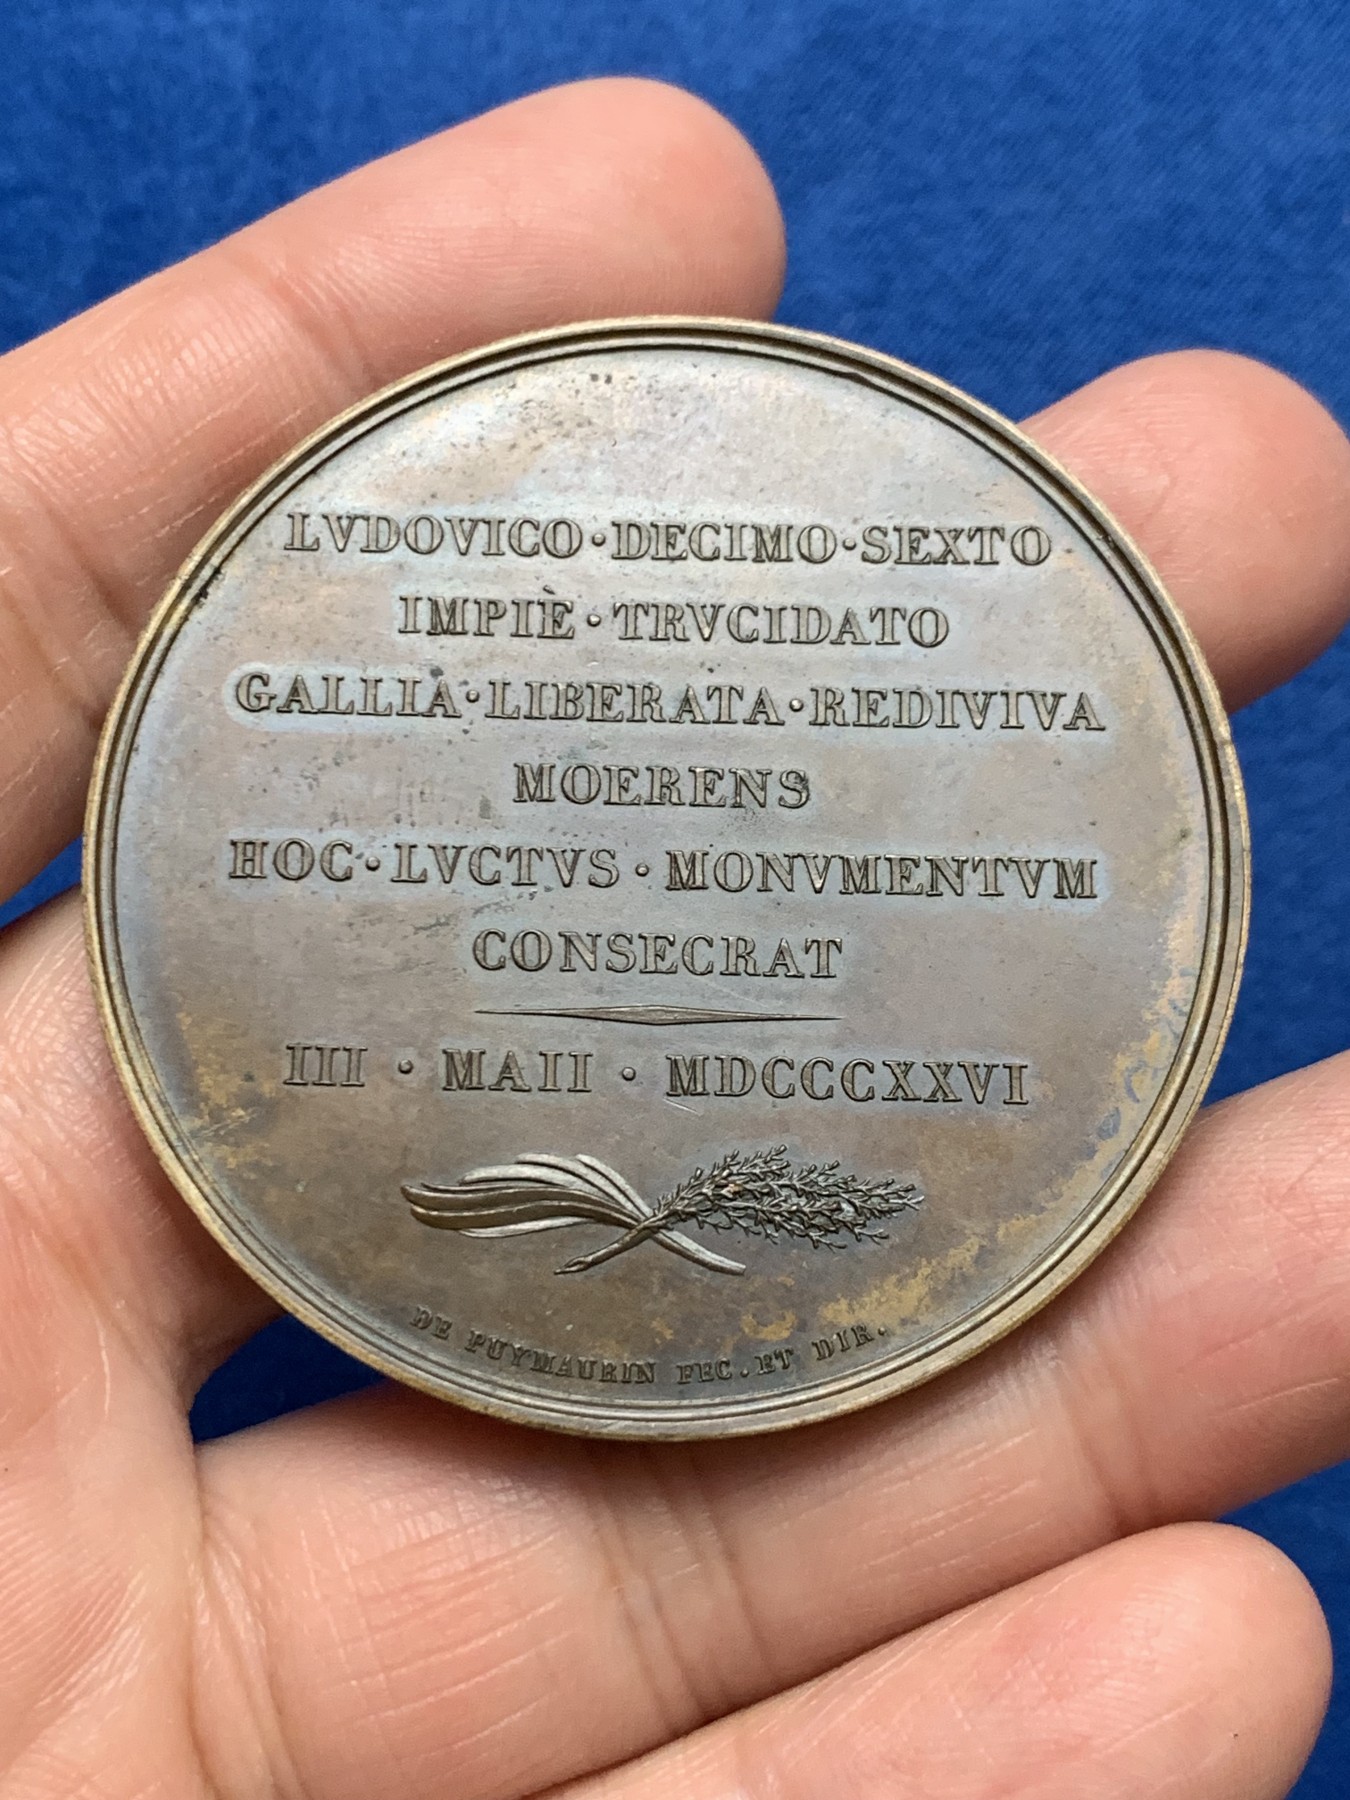 LVDOVICO·DECIMO·SEXTO
IMPIÈ·TRVCIDATO
GALLIA·LIBERATA·REDIVIVA
MOERENS
HOC·LVCTVS·MONVMENTVM
CONSECRAT
III·MAII·MDCCCXXVI
DE PUYMAURIN FEC. ET DIR.